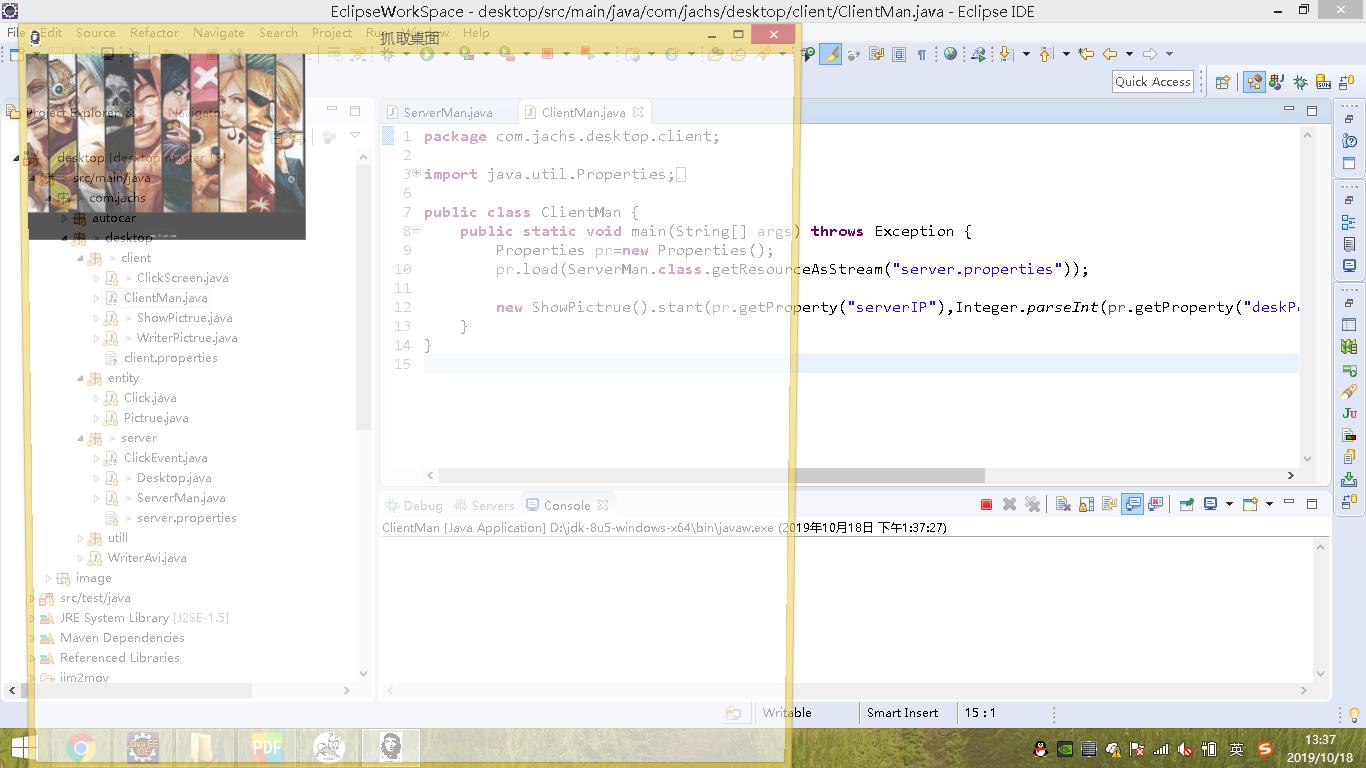 EclipseWorkSpace - desktop/src/main/java/com/jachs/desktop/client/ClientMan.java - Eclipse IDE
File Edit Source Refactor Navigate Search Project Run Window Help
抓取桌面
Quick Access
Project Explorer Navigator
ServerMan.java ClientMan.java
desktop [desktop master ↑3]
src/main/java
com.jachs
autocar
> desktop
> client
> ClickScreen.java
ClientMan.java
> ShowPictrue.java
> WriterPictrue.java
client.properties
entity
Click.java
Pictrue.java
> server
ClickEvent.java
> Desktop.java
> ServerMan.java
> server.properties
utill
WriterAvi.java
image
src/test/java
JRE System Library [J2SE-1.5]
Maven Dependencies
Referenced Libraries
jim2mov
1 package com.jachs.desktop.client;
2
3 import java.util.Properties;
6
7 public class ClientMan {
8 public static void main(String[] args) throws Exception {
9 Properties pr=new Properties();
10 pr.load(ServerMan.class.getResourceAsStream("server.properties"));
11
12 new ShowPictrue().start(pr.getProperty("serverIP"),Integer.parseInt(pr.getProperty("deskP
13 }
14 }
15
Debug Servers Console
ClientMan [Java Application] D:\jdk-8u5-windows-x64\bin\javaw.exe (2019年10月18日 下午1:37:27)
Writable Smart Insert 15 : 1
Java EE IDE
PDF
英
13:37
2019/10/18